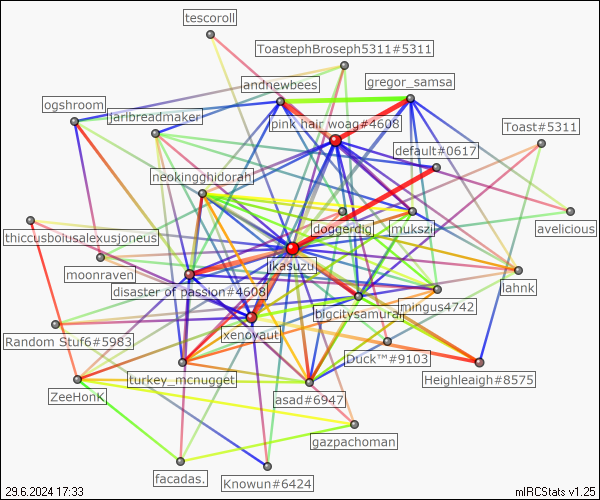 tescoroll
ToastephBroseph5311#5311
andnewbees
gregor_samsa
ogshroom
jaribreadmaker
pink hair woag#4608
Toast#5311
default#0617
neokingghidorah
doggerdig
mukszi
avelicious
thiccusbolusalexusjoneus
moonraven
ikasuzu
lahnk
disaster of passion#4608
bigcitysamurai
mingus4742
Random Stuf6#5983
xenoyaut
Duck™#9103
turkey_mcnugget
Heighleaigh#8575
ZeeHonK
asad#6947
gazpachoman
facadas.
Knowun#6424
29.6.2024 17:33
mIRCStats v1.25